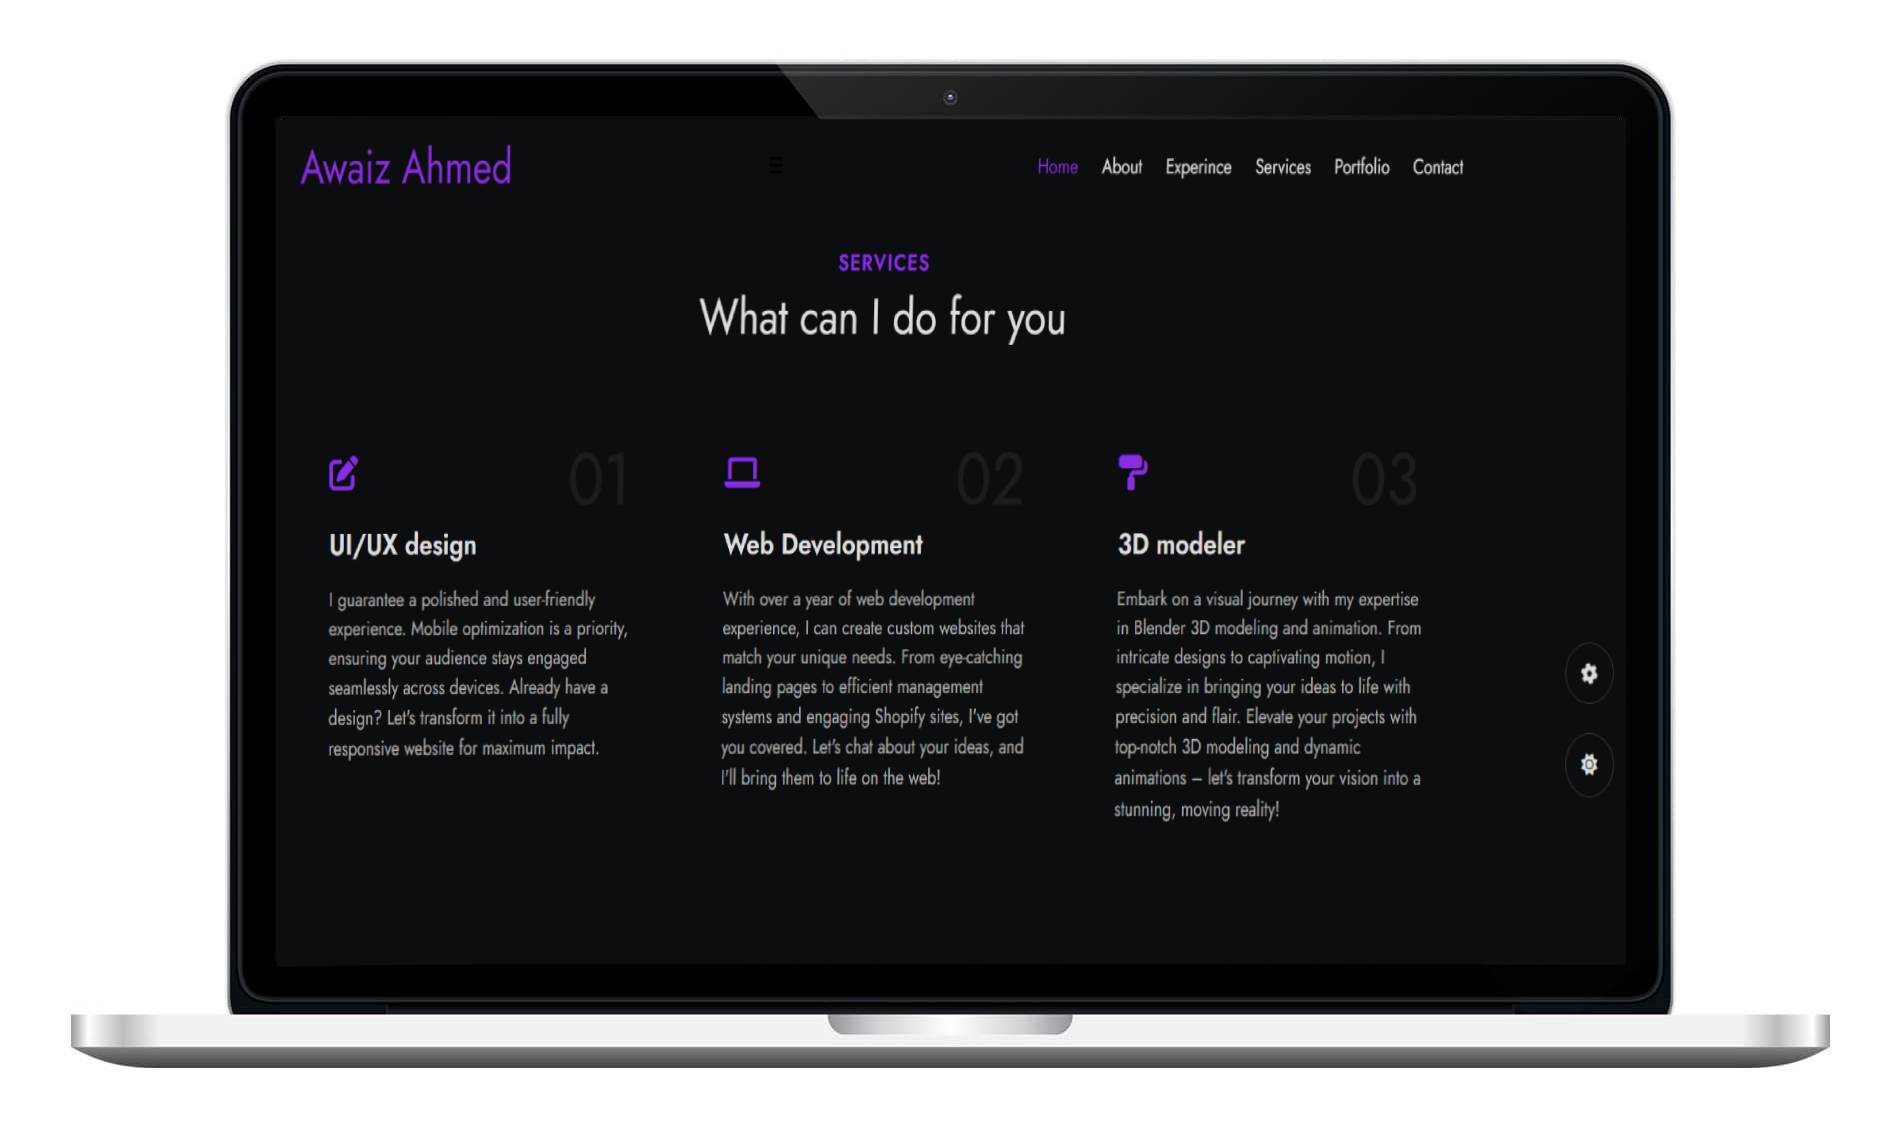 Awaiz Ahmed
Home About Experince Services Portfolio Contact
SERVICES
What can I do for you
01
UI/UX design
I guarantee a polished and user-friendly
experience. Mobile optimization is a priority,
ensuring your audience stays engaged
seamlessly across devices. Already have a
design? Let's transform it into a fully
responsive website for maximum impact.
02
Web Development
With over a year of web development
experience, I can create custom websites that
match your unique needs. From eye-catching
landing pages to efficient management
systems and engaging Shopify sites, I've got
you covered. Let's chat about your ideas, and
I'll bring them to life on the web!
03
3D modeler
Embark on a visual journey with my expertise
in Blender 3D modeling and animation. From
intricate designs to captivating motion, I
specialize in bringing your ideas to life with
precision and flair. Elevate your projects with
top-notch 3D modeling and dynamic
animations – let's transform your vision into a
stunning, moving reality!